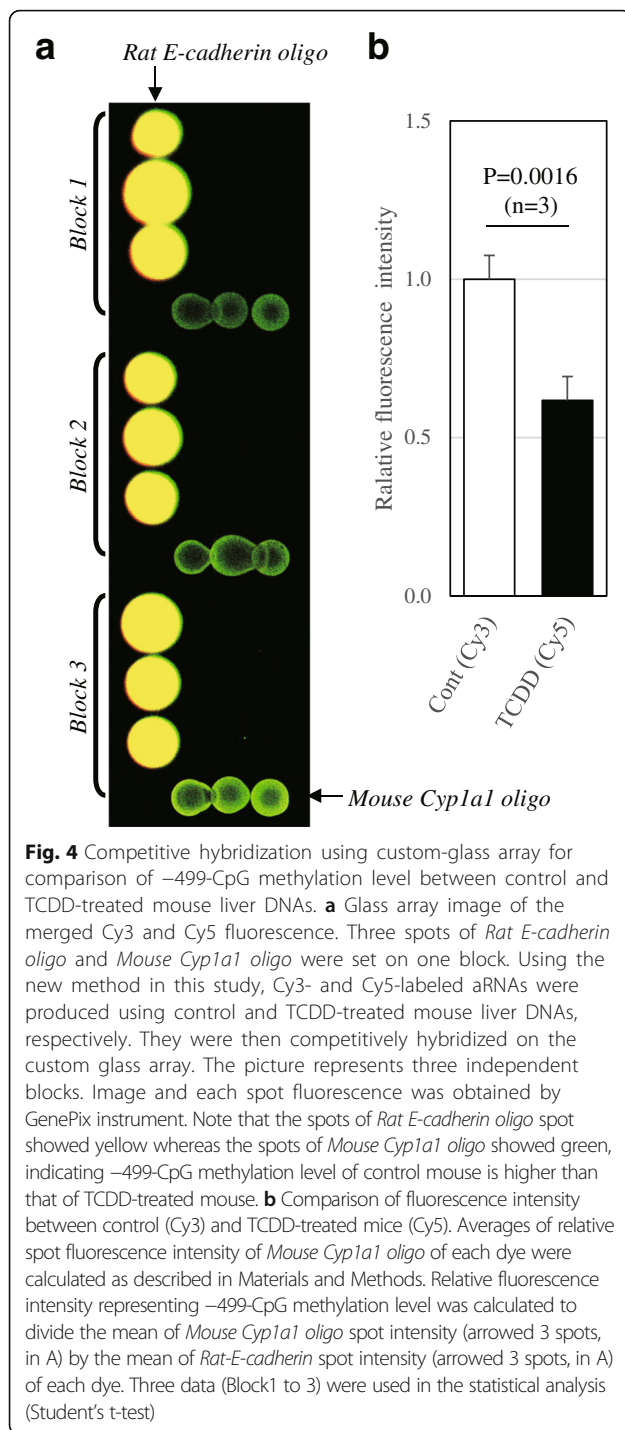 a
b
Rat E-cadherin oligo
Block 1
Block 2
Block 3
Mouse Cyp1a1 oligo
1.5
1.0
0.5
0.0
Ralative fluorescence intensity
P=0.0016
(n=3)
Cont (Cy3)
TCDD (Cy5)
Fig. 4 Competitive hybridization using custom-glass array for
comparison of −499-CpG methylation level between control and
TCDD-treated mouse liver DNAs. a Glass array image of the
merged Cy3 and Cy5 fluorescence. Three spots of Rat E-cadherin
oligo and Mouse Cyp1a1 oligo were set on one block. Using the
new method in this study, Cy3- and Cy5-labeled aRNAs were
produced using control and TCDD-treated mouse liver DNAs,
respectively. They were then competitively hybridized on the
custom glass array. The picture represents three independent
blocks. Image and each spot fluorescence was obtained by
GenePix instrument. Note that the spots of Rat E-cadherin oligo spot
showed yellow whereas the spots of Mouse Cyp1a1 oligo showed green,
indicating −499-CpG methylation level of control mouse is higher than
that of TCDD-treated mouse. b Comparison of fluorescence intensity
between control (Cy3) and TCDD-treated mice (Cy5). Averages of relative
spot fluorescence intensity of Mouse Cyp1a1 oligo of each dye were
calculated as described in Materials and Methods. Relative fluorescence
intensity representing −499-CpG methylation level was calculated to
divide the mean of Mouse Cyp1a1 oligo spot intensity (arrowed 3 spots,
in A) by the mean of Rat-E-cadherin spot intensity (arrowed 3 spots, in A)
of each dye. Three data (Block1 to 3) were used in the statistical analysis
(Student's t-test)